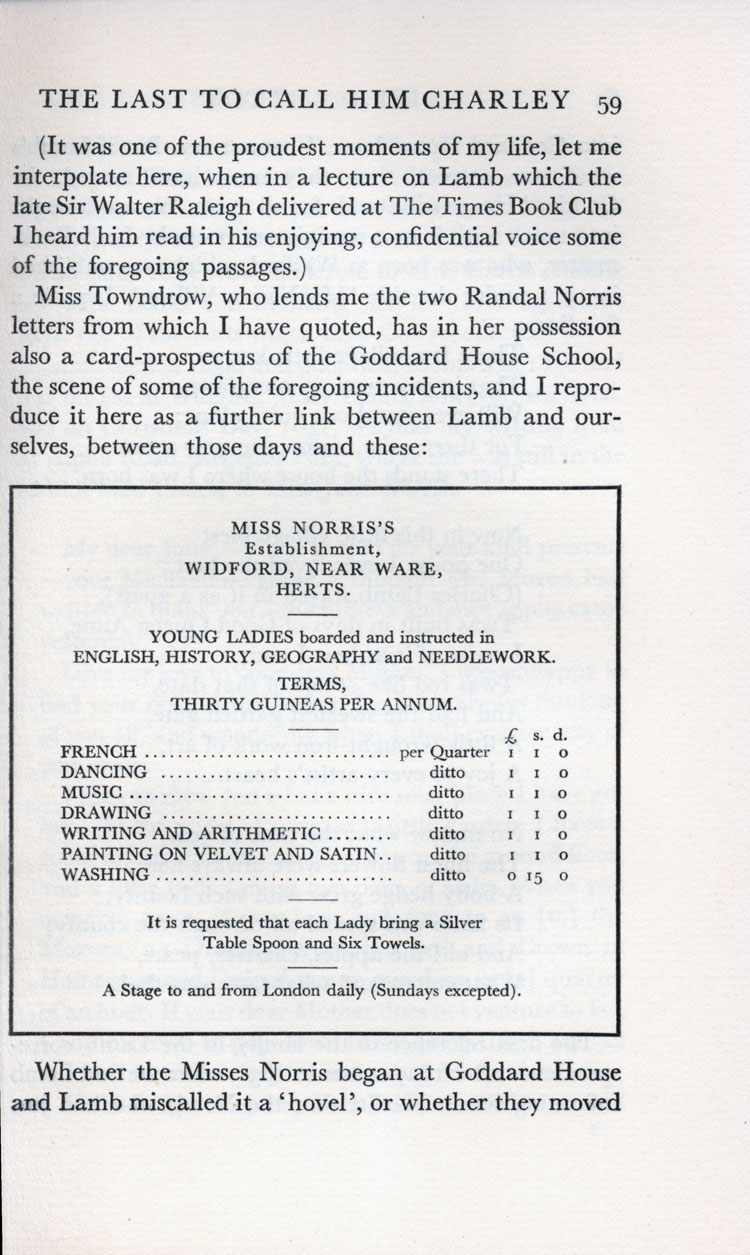 THE LAST TO CALL HIM CHARLEY 59
(It was one of the proudest moments of my life, let me
interpolate here, when in a lecture on Lamb which the
late Sir Walter Raleigh delivered at The Times Book Club
I heard him read in his enjoying, confidential voice some
of the foregoing passages.)
Miss Towndrow, who lends me the two Randal Norris
letters from which I have quoted, has in her possession
also a card-prospectus of the Goddard House School,
the scene of some of the foregoing incidents, and I repro-
duce it here as a further link between Lamb and our-
selves, between those days and these:
MISS NORRIS'S
Establishment,
WIDFORD, NEAR WARE,
HERTS.
YOUNG LADIES boarded and instructed in
ENGLISH, HISTORY, GEOGRAPHY and NEEDLEWORK.
TERMS,
THIRTY GUINEAS PER ANNUM.
£ s. d.
FRENCH ........................ per Quarter 1 1 0
DANCING ........................ ditto 1 1 0
MUSIC ........................... ditto 1 1 0
DRAWING ....................... ditto 1 1 0
WRITING AND ARITHMETIC ....... ditto 1 1 0
PAINTING ON VELVET AND SATIN.. ditto 1 1 0
WASHING ........................ ditto 0 15 0
It is requested that each Lady bring a Silver
Table Spoon and Six Towels.
A Stage to and from London daily (Sundays excepted).
Whether the Misses Norris began at Goddard House
and Lamb miscalled it a 'hovel', or whether they moved